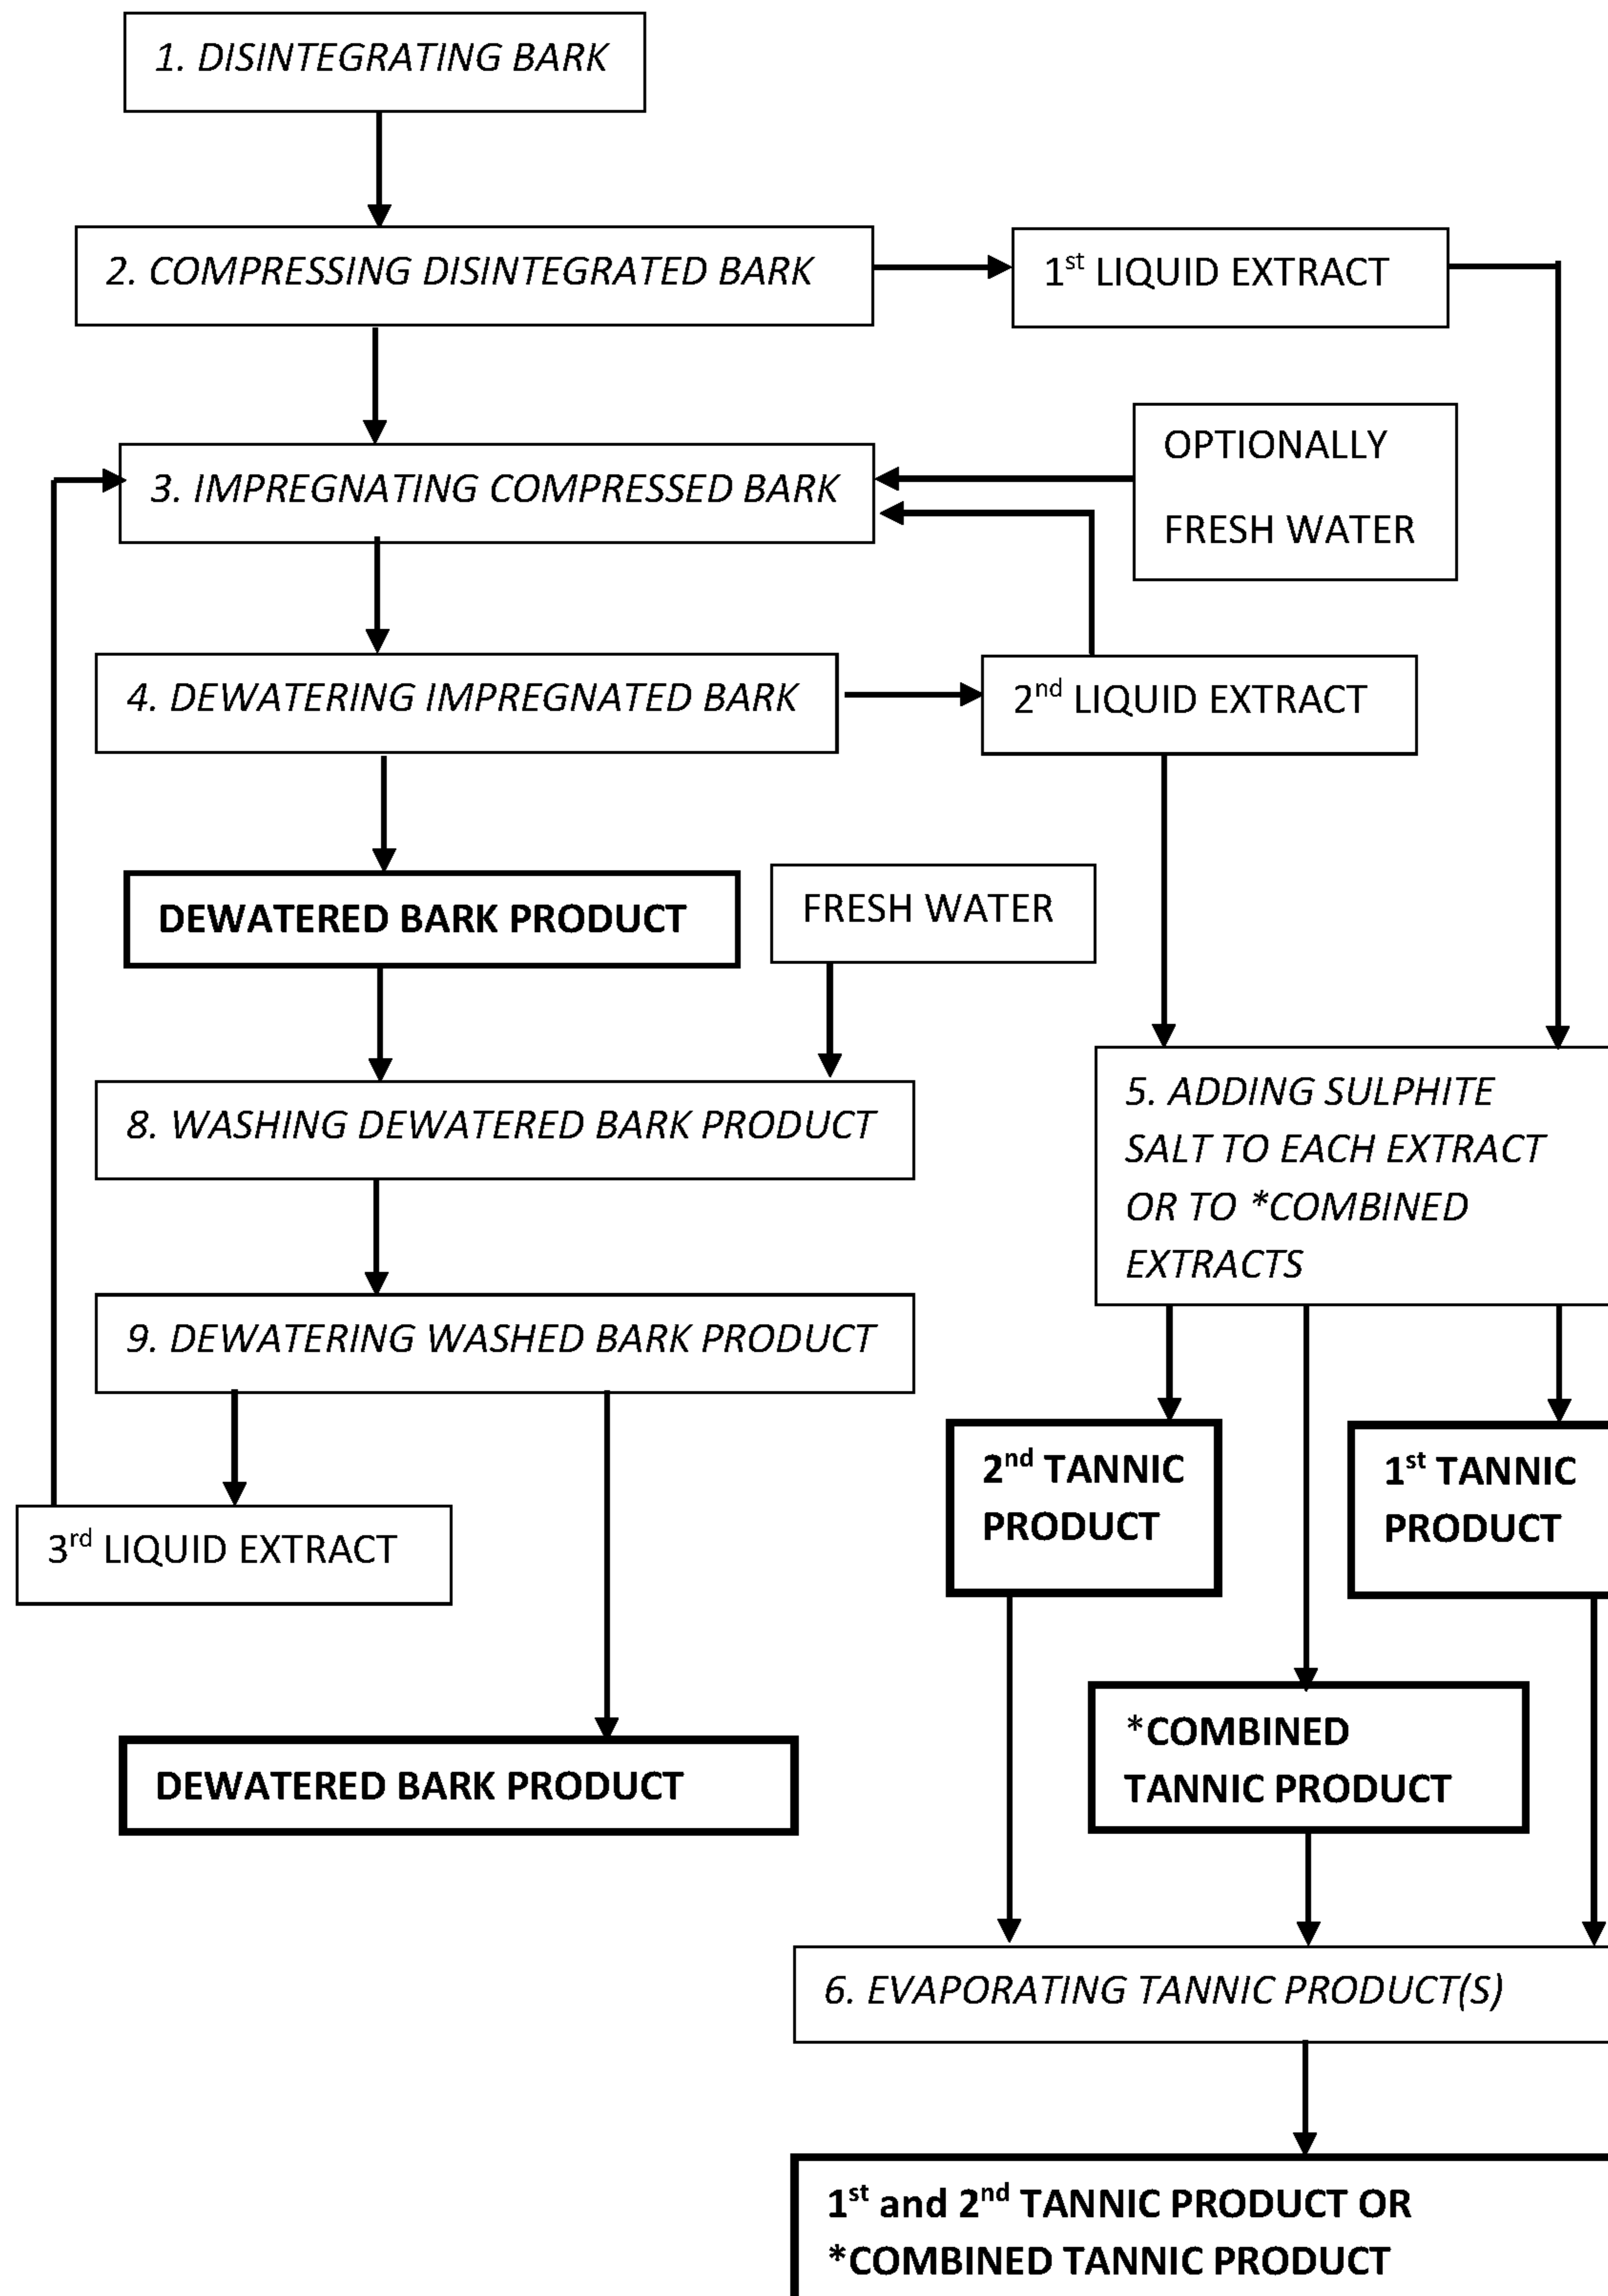 1. DISINTEGRATING BARK
2. COMPRESSING DISINTEGRATED BARK
1st LIQUID EXTRACT
OPTIONALLY
FRESH WATER
3. IMPREGNATING COMPRESSED BARK
4. DEWATERING IMPREGNATED BARK
2nd LIQUID EXTRACT
DEWATERED BARK PRODUCT
FRESH WATER
8. WASHING DEWATERED BARK PRODUCT
5. ADDING SULPHITE
SALT TO EACH EXTRACT
OR TO *COMBINED
EXTRACTS
9. DEWATERING WASHED BARK PRODUCT
2nd TANNIC
PRODUCT
1st TANNIC
PRODUCT
3rd LIQUID EXTRACT
*COMBINED
TANNIC PRODUCT
DEWATERED BARK PRODUCT
6. EVAPORATING TANNIC PRODUCT(S)
1st and 2nd TANNIC PRODUCT OR
*COMBINED TANNIC PRODUCT